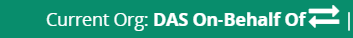 Current Org: DAS On-Behalf Of |